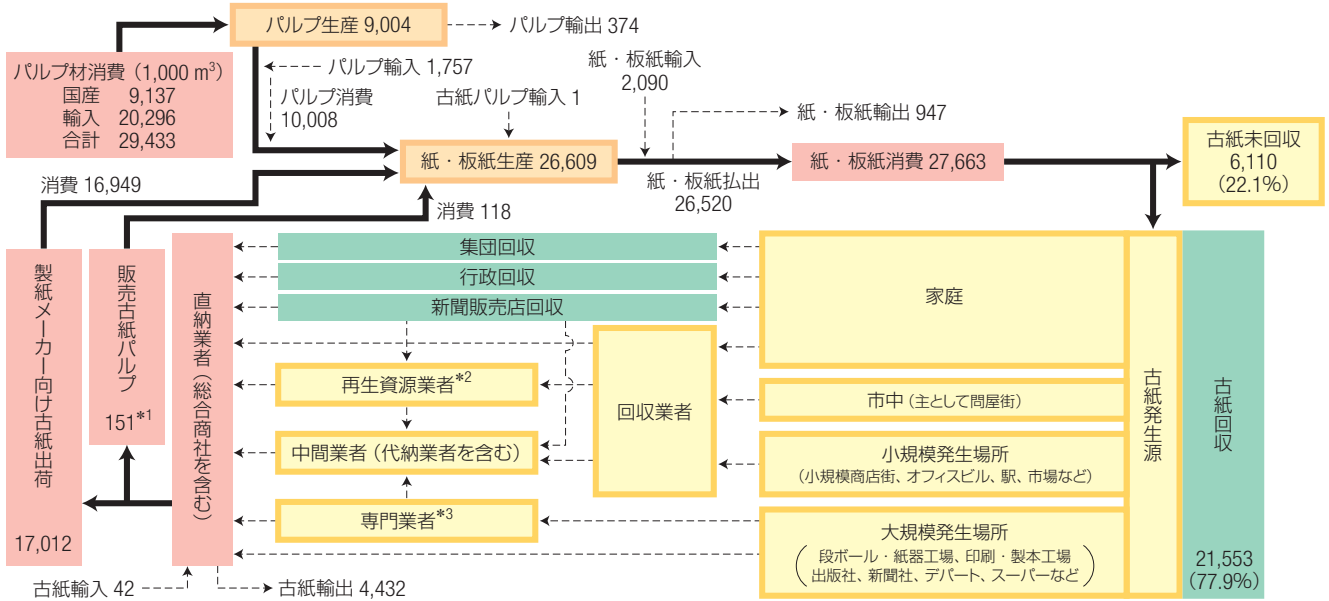 パルプ生産 9,004
パルプ輸出 374
パルプ材消費 (1,000 m³)
国産 9,137
輸入 20,296
合計 29,433
パルプ輸入 1,757
パルプ消費
10,008
古紙パルプ輸入 1
紙・板紙輸入
2,090
紙・板紙輸出 947
紙・板紙生産 26,609
紙・板紙払出
26,520
紙・板紙消費 27,663
古紙未回収
6,110
(22.1%)
消費 16,949
消費 118
製紙メーカー向け古紙出荷
17,012
販売古紙パルプ
151*1
直納業者(総合商社を含む)
集団回収
行政回収
新聞販売店回収
再生資源業者*2
中間業者(代納業者を含む)
専門業者*3
回収業者
家庭
市中(主として問屋街)
小規模発生場所
(小規模商店街、オフィスビル、駅、市場など)
大規模発生場所
(段ボール・紙器工場、印刷・製本工場
出版社、新聞社、デパート、スーパーなど)
古紙発生源
古紙回収
21,553
(77.9%)
古紙輸入 42
古紙輸出 4,432